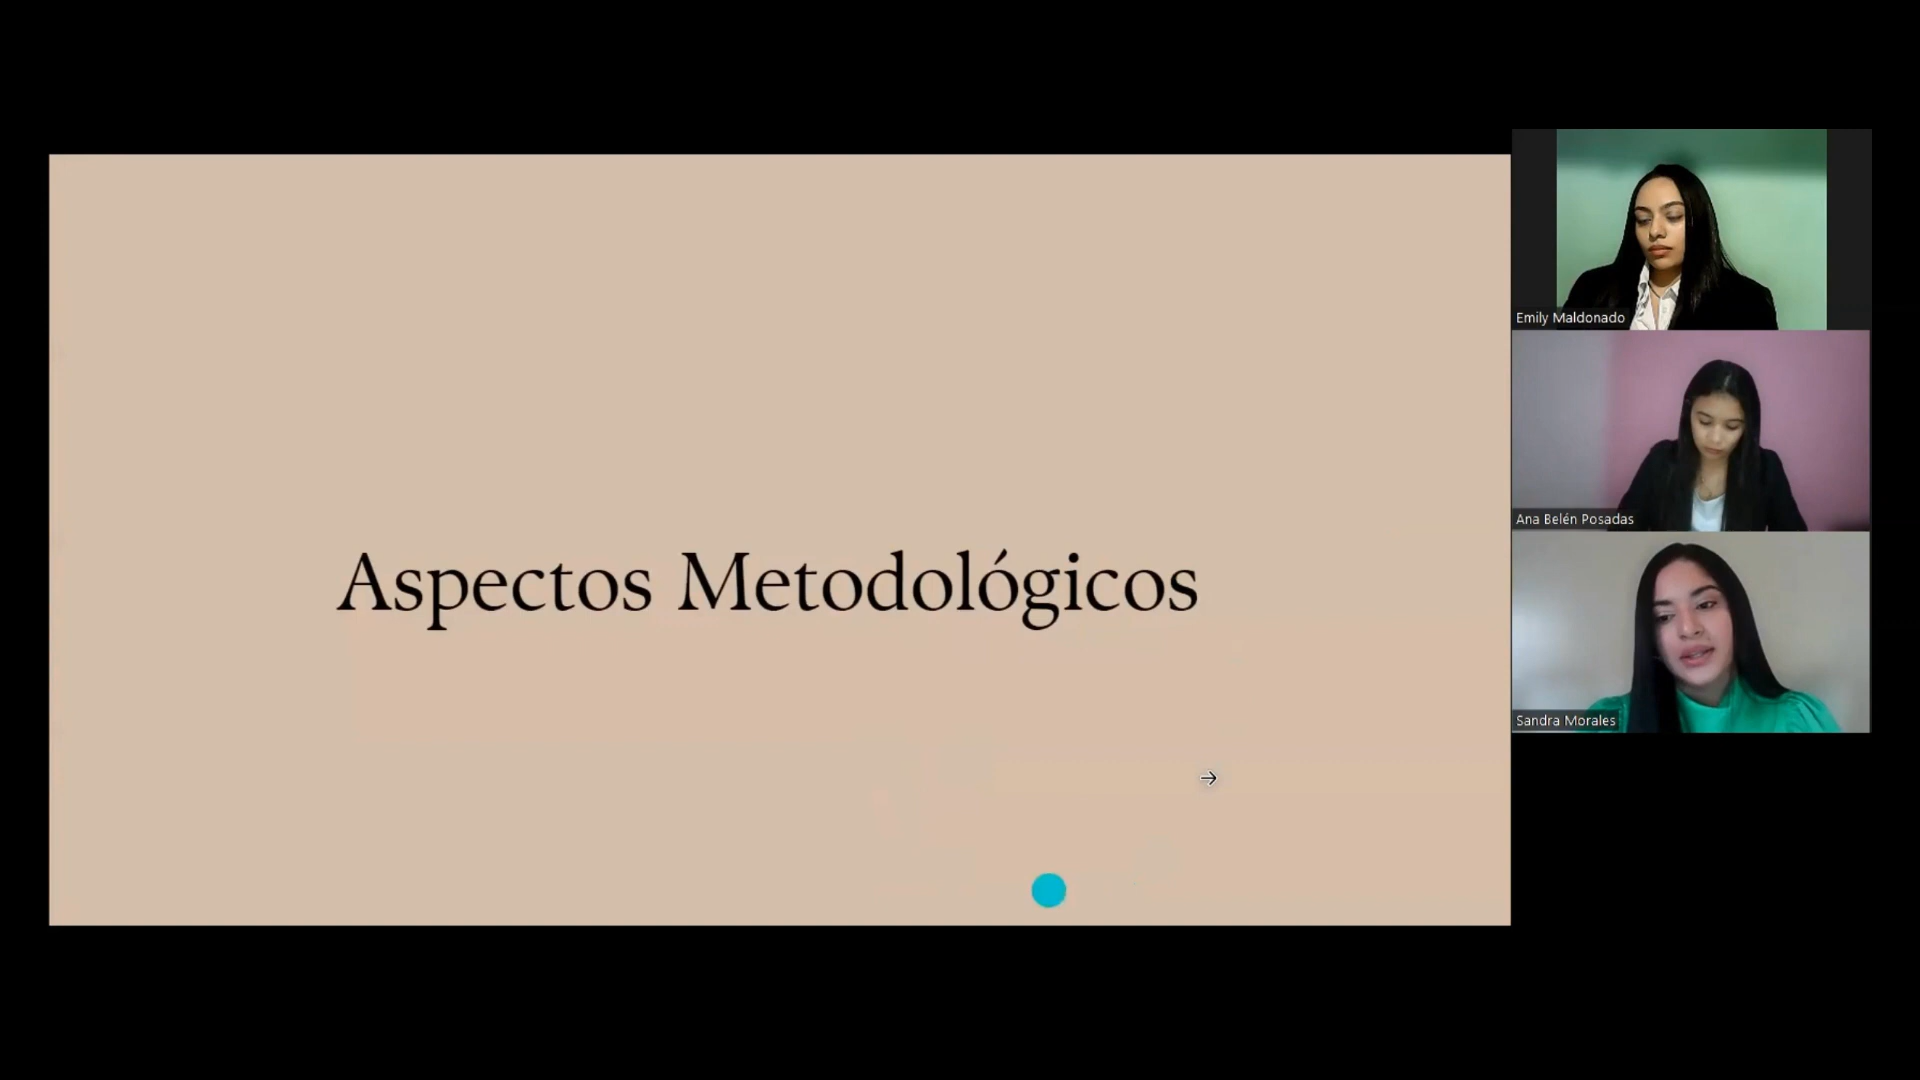 Aspectos Metodológicos
Emily Maldonado
Ana Belén Posadas
Sandra Morales